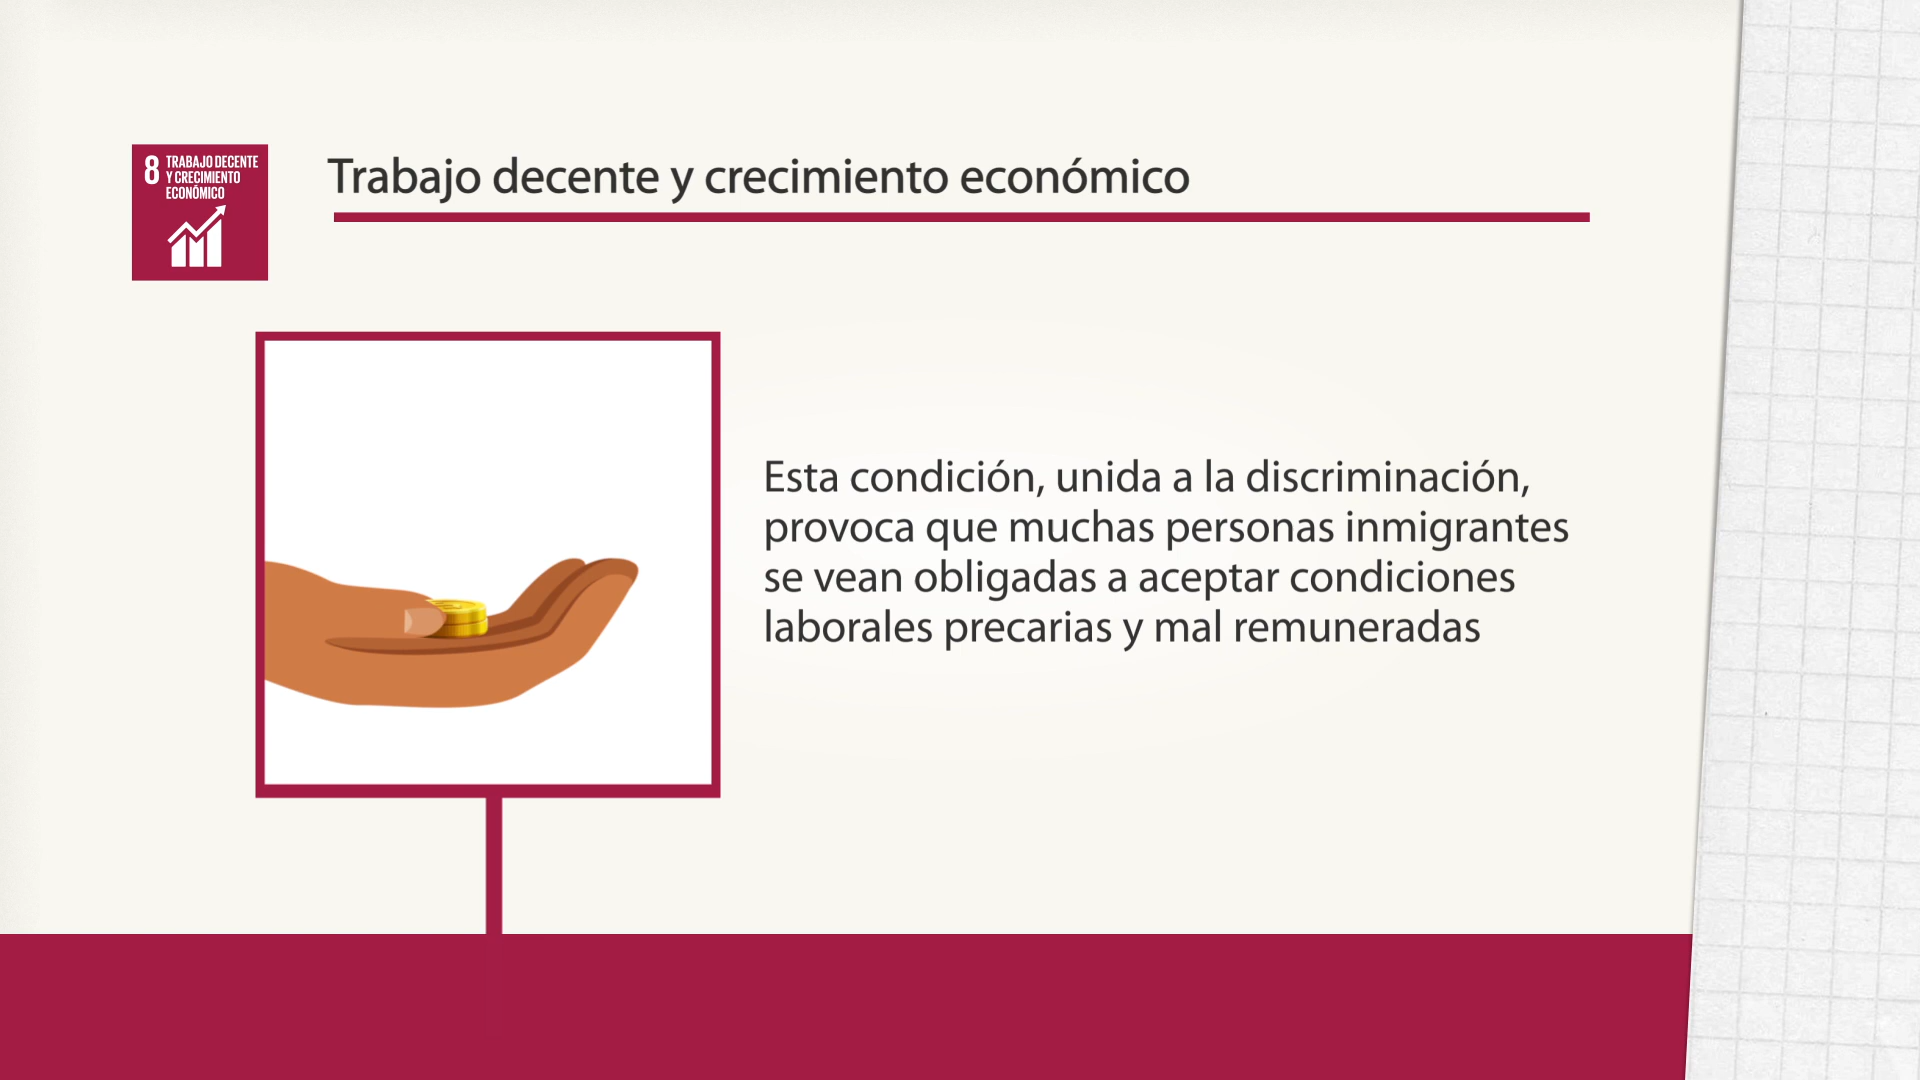 8 TRABAJO DECENTE
Y CRECIMIENTO
ECONÓMICO
Trabajo decente y crecimiento económico
Esta condición, unida a la discriminación,
provoca que muchas personas inmigrantes
se vean obligadas a aceptar condiciones
laborales precarias y mal remuneradas